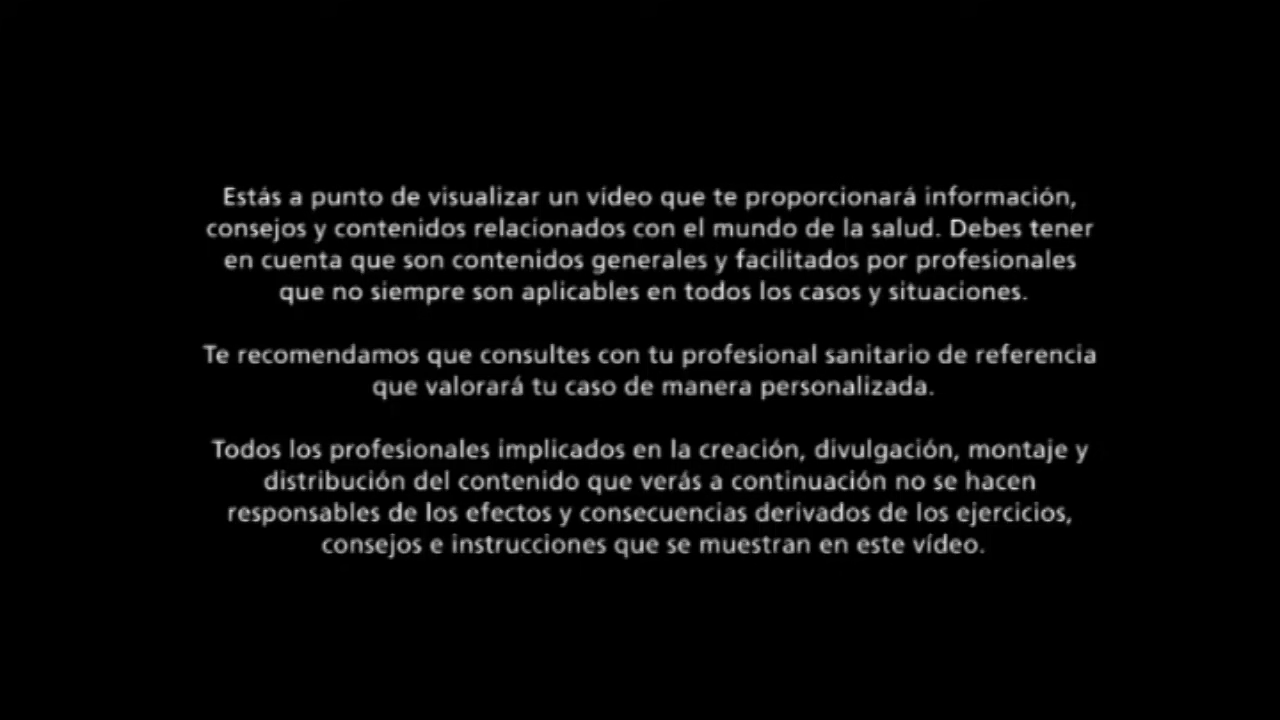 Estás a punto de visualizar un vídeo que te proporcionará información,
consejos y contenidos relacionados con el mundo de la salud. Debes tener
en cuenta que son contenidos generales y facilitados por profesionales
que no siempre son aplicables en todos los casos y situaciones.
Te recomendamos que consultes con tu profesional sanitario de referencia
que valorará tu caso de manera personalizada.
Todos los profesionales implicados en la creación, divulgación, montaje y
distribución del contenido que verás a continuación no se hacen
responsables de los efectos y consecuencias derivados de los ejercicios,
consejos e instrucciones que se muestran en este vídeo.